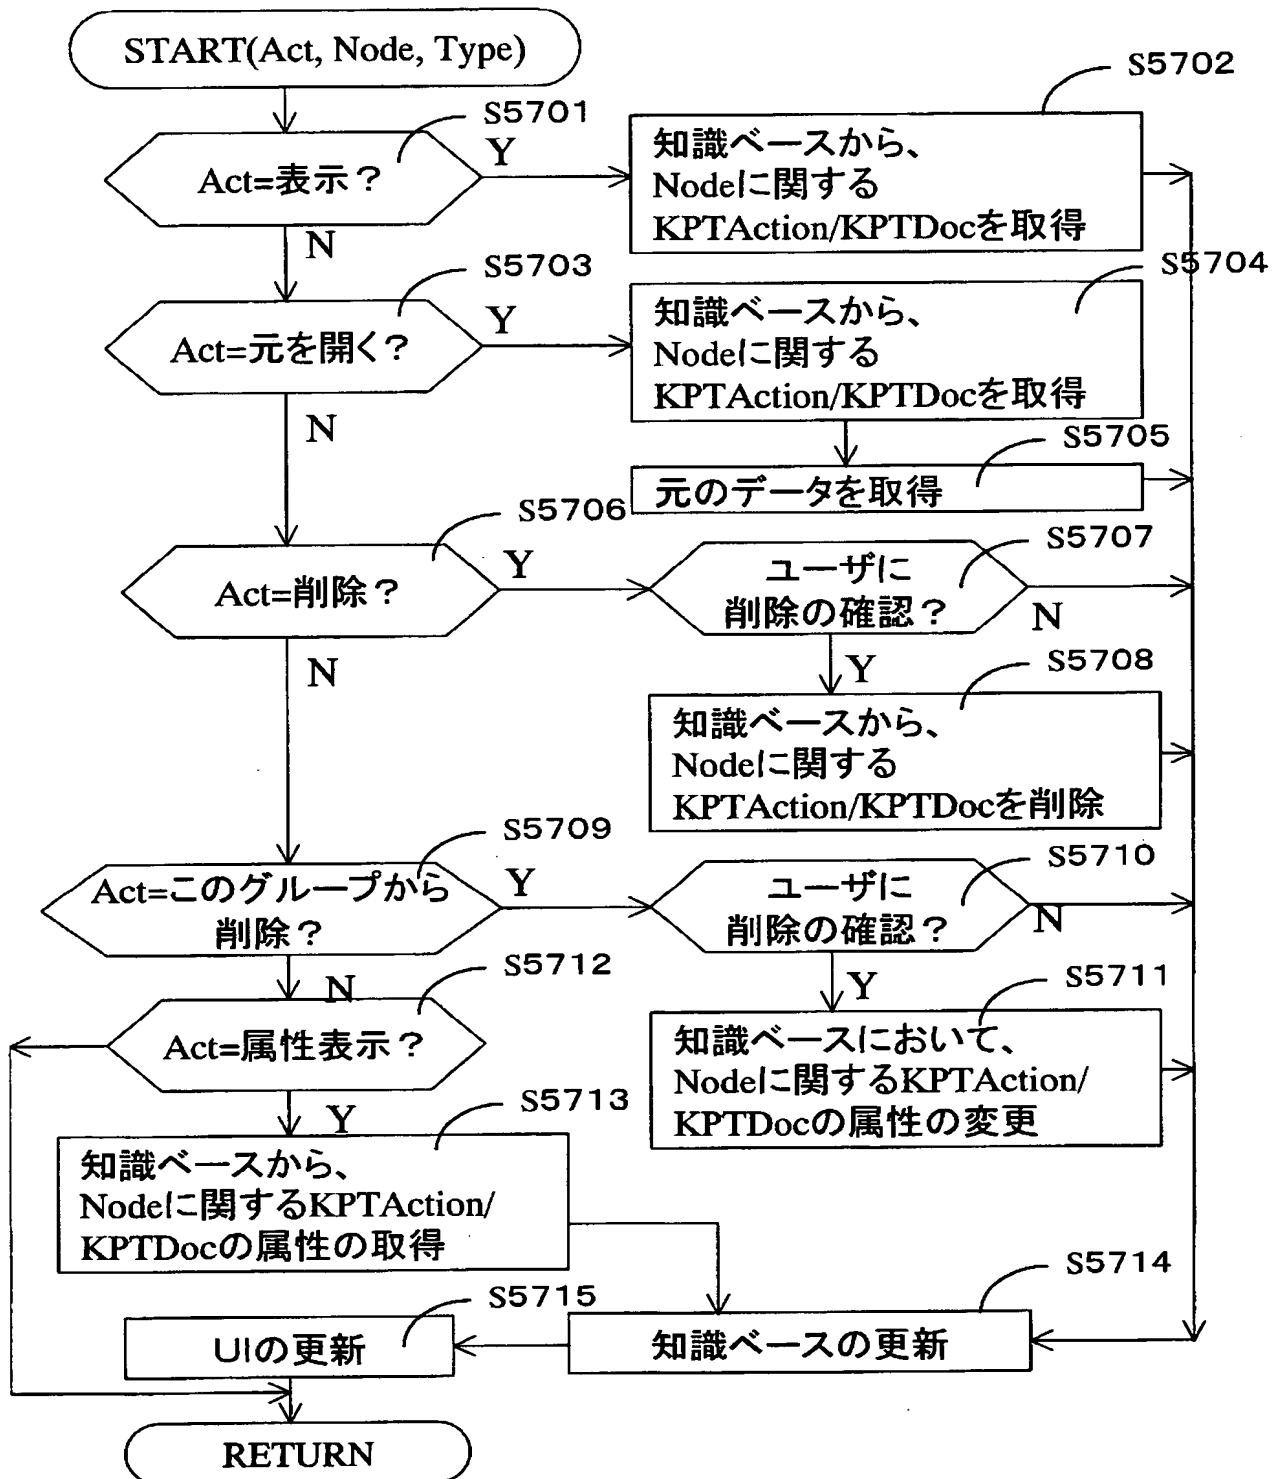 START(Act, Node, Type)
S5701
Act=表示？
Y
N
S5702
知識ベースから、
Nodeに関する
KPTAction/KPTDocを取得
S5703
Act=元を開く？
Y
N
S5704
知識ベースから、
Nodeに関する
KPTAction/KPTDocを取得
S5705
元のデータを取得
S5706
Act=削除？
Y
N
S5707
ユーザに
削除の確認？
N
Y
S5708
知識ベースから、
Nodeに関する
KPTAction/KPTDocを削除
S5709
Act=このグループから
削除？
Y
N
S5710
ユーザに
削除の確認？
N
Y
S5711
知識ベースにおいて、
Nodeに関するKPTAction/
KPTDocの属性の変更
S5712
Act=属性表示？
Y
S5713
知識ベースから、
Nodeに関するKPTAction/
KPTDocの属性の取得
S5714
知識ベースの更新
S5715
UIの更新
RETURN